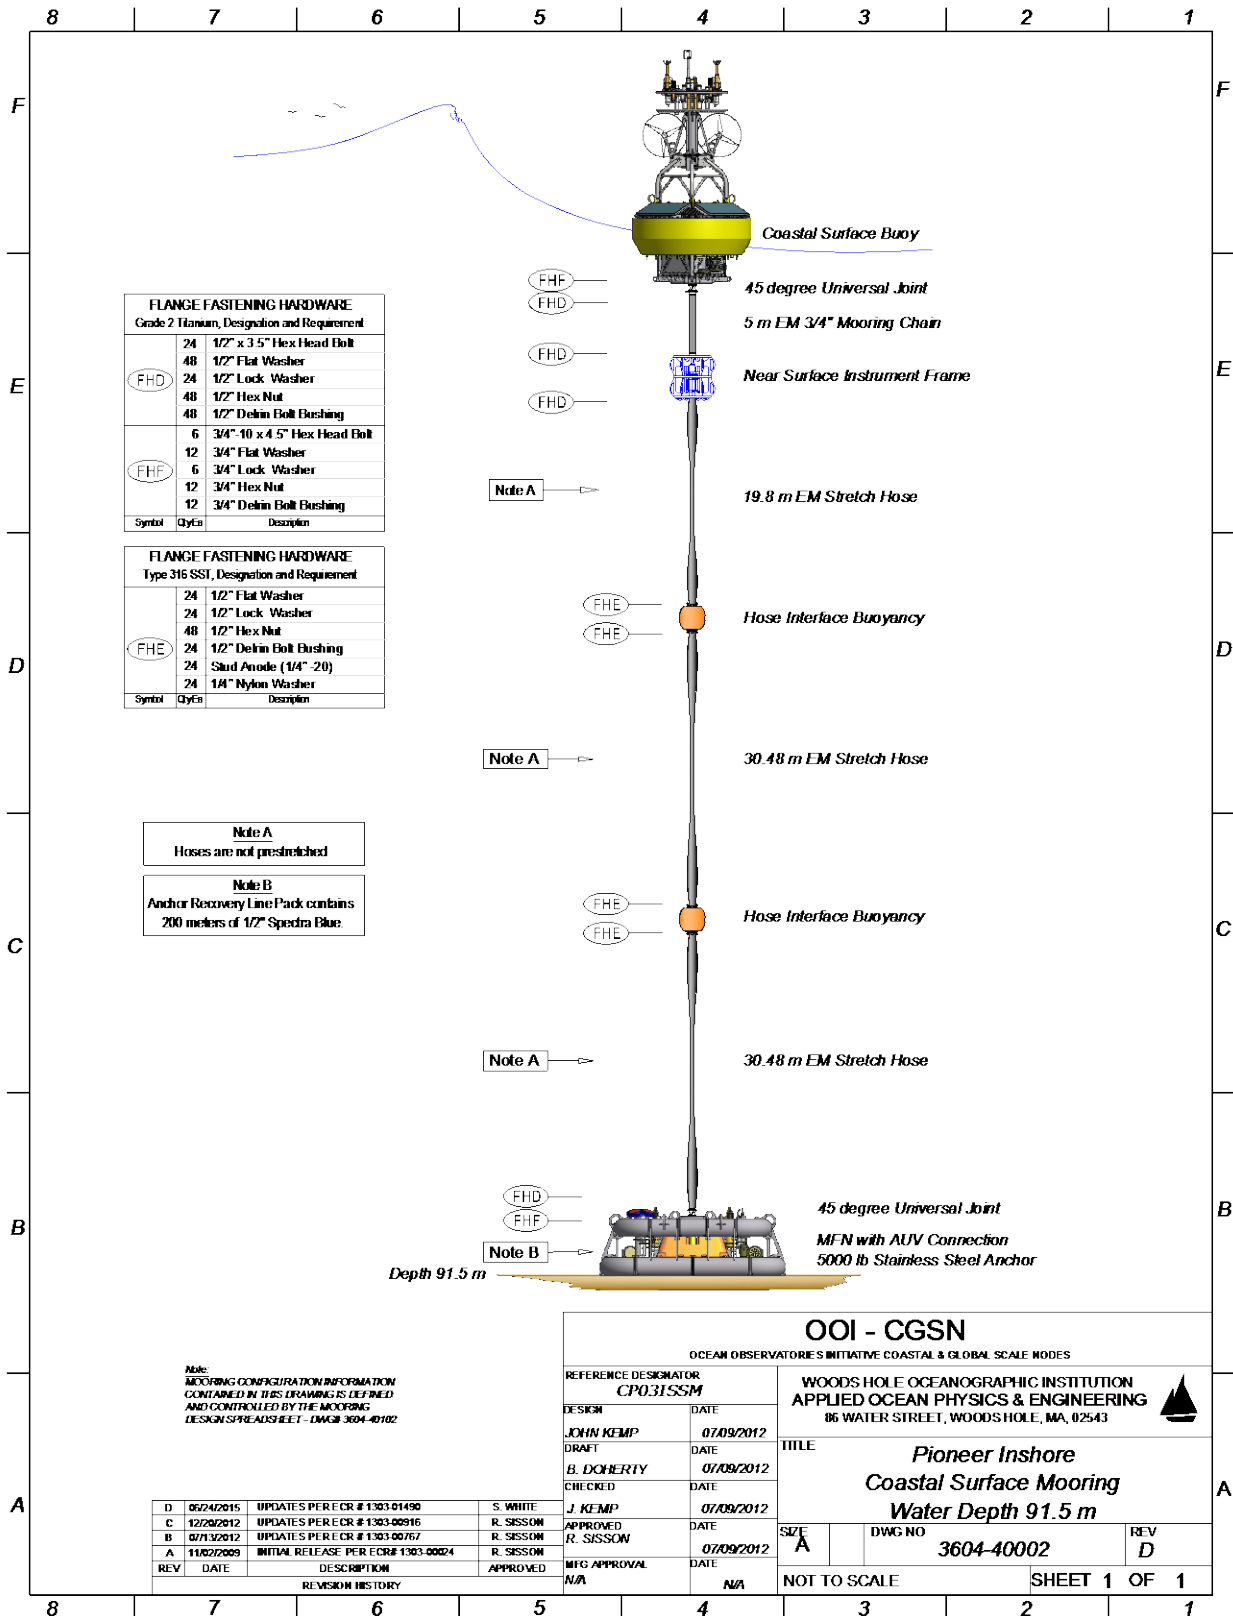 8 7 6 5 4 3 2 1
F F
Coastal Surface Buoy
FHF
45 degree Universal Joint
FHD
5 m EM 3/4" Mooring Chain
FHD
Near Surface Instrument Frame
E E
FHD
FLANGE FASTENING HARDWARE
Grade 2 Titanium, Designation and Requirement
24 1/2" x 3.5" Hex Head Bolt
48 1/2" Flat Washer
FHD 24 1/2" Lock Washer
48 1/2" Hex Nut
48 1/2" Delrin Bolt Bushing
6 3/4"-10 x 4.5" Hex Head Bolt
12 3/4" Flat Washer
FHF 6 3/4" Lock Washer
12 3/4" Hex Nut
12 3/4" Delrin Bolt Bushing
Symbol Qty/Ea Description
Note A
19.8 m EM Stretch Hose
FLANGE FASTENING HARDWARE
Type 316 SST, Designation and Requirement
24 1/2" Flat Washer
24 1/2" Lock Washer
48 1/2" Hex Nut
FHE 24 1/2" Delrin Bolt Bushing
24 Stud Anode (1/4" -20)
24 1/4" Nylon Washer
Symbol Qty/Ea Description
FHE
Hose Interface Buoyancy
FHE
D D
Note A
30.48 m EM Stretch Hose
Note A
Hoses are not prestretched
Note B
Anchor Recovery Line Pack contains
200 meters of 1/2" Spectra Blue.
FHE
Hose Interface Buoyancy
FHE
C C
Note A
30.48 m EM Stretch Hose
FHD
45 degree Universal Joint
FHF
B B
Note B
MFN with AUV Connection
5000 lb Stainless Steel Anchor
Depth 91.5 m
Note:
MOORING CONFIGURATION INFORMATION
CONTAINED IN THIS DRAWING IS DEFINED
AND CONTROLLED BY THE MOORING
DESIGN SPREADSHEET - DWG# 3604-40102
OOI - CGSN
OCEAN OBSERVATORIES INITIATIVE COASTAL & GLOBAL SCALE NODES
REFERENCE DESIGNATOR
CP03ISSM
WOODS HOLE OCEANOGRAPHIC INSTITUTION
APPLIED OCEAN PHYSICS & ENGINEERING
86 WATER STREET, WOODS HOLE, MA, 02543
DESIGN DATE
JOHN KEMP 07/09/2012
DRAFT DATE
B. DOHERTY 07/09/2012
CHECKED DATE
J. KEMP 07/09/2012
APPROVED DATE
R. SISSON 07/09/2012
MFG APPROVAL DATE
N/A N/A
TITLE
Pioneer Inshore
Coastal Surface Mooring
Water Depth 91.5 m
SIZE DWG NO REV
A 3604-40002 D
NOT TO SCALE SHEET 1 OF 1
A A
D 06/24/2015 UPDATES PER ECR # 1303-01490 S. WHITE
C 12/20/2012 UPDATES PER ECR # 1303-00916 R. SISSON
B 07/13/2012 UPDATES PER ECR # 1303-00767 R. SISSON
A 11/02/2009 INITIAL RELEASE PER ECR# 1303-00024 R. SISSON
REV DATE DESCRIPTION APPROVED
REVISION HISTORY
8 7 6 5 4 3 2 1